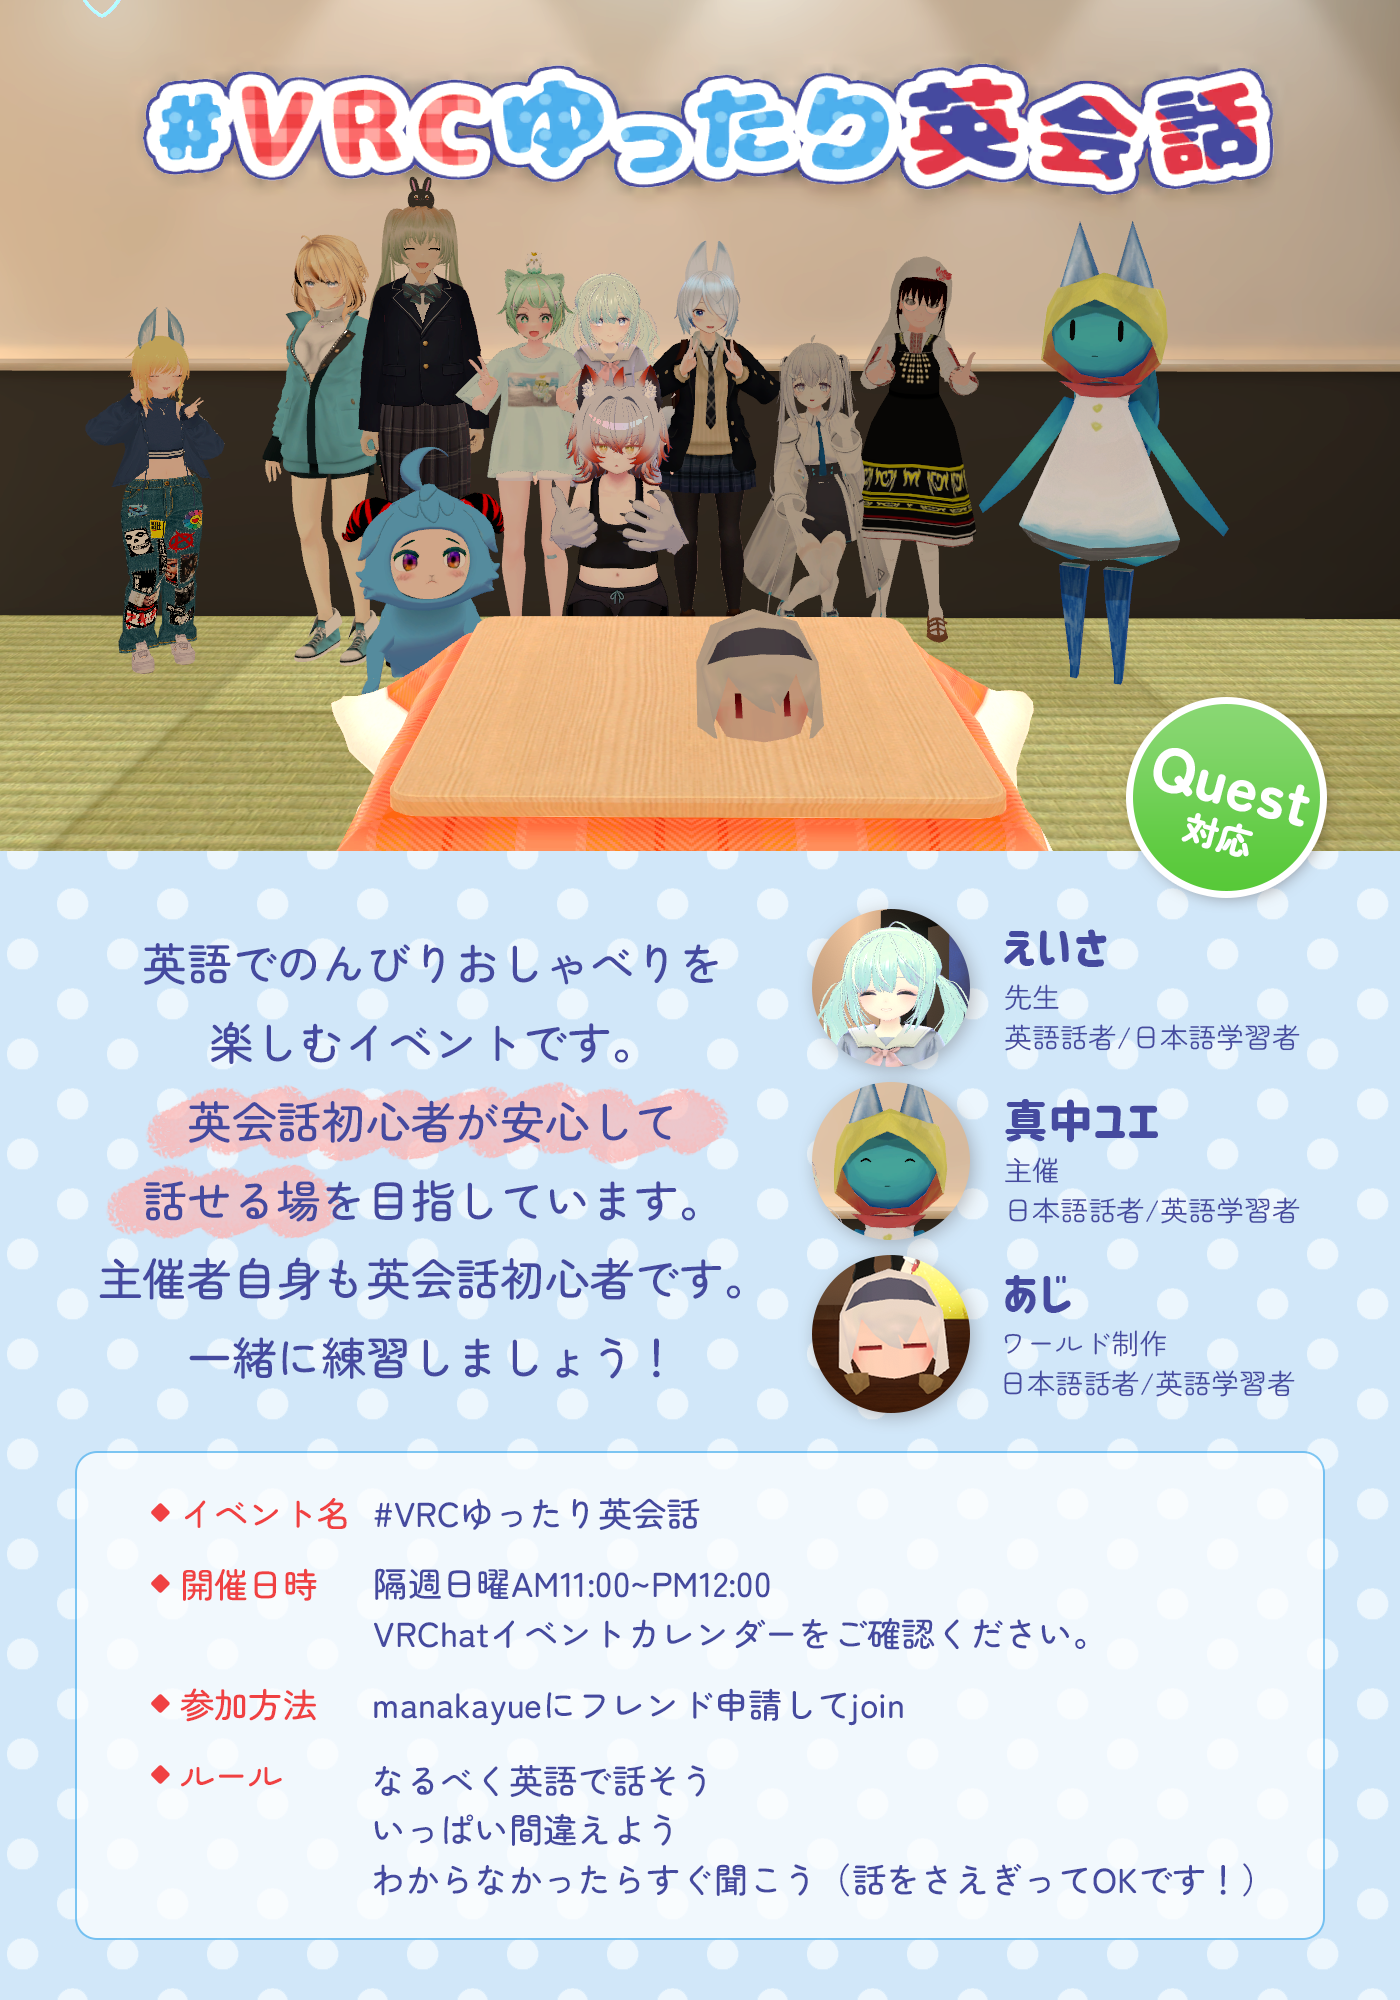 #VRCゆったり英会話
Quest
対応
英語でのんびりおしゃべりを
楽しむイベントです。
英会話初心者が安心して
話せる場を目指しています。
主催者自身も英会話初心者です。
一緒に練習しましょう！
えいさ
先生
英語話者/日本語学習者
真中ユエ
主催
日本語話者/英語学習者
あじ
ワールド制作
日本語話者/英語学習者
◆イベント名 #VRCゆったり英会話
◆開催日時 隔週日曜AM11:00~PM12:00
VRChatイベントカレンダーをご確認ください。
◆参加方法 manakayueにフレンド申請してjoin
◆ルール なるべく英語で話そう
いっぱい間違えよう
わからなかったらすぐ聞こう（話をさえぎってOKです！）